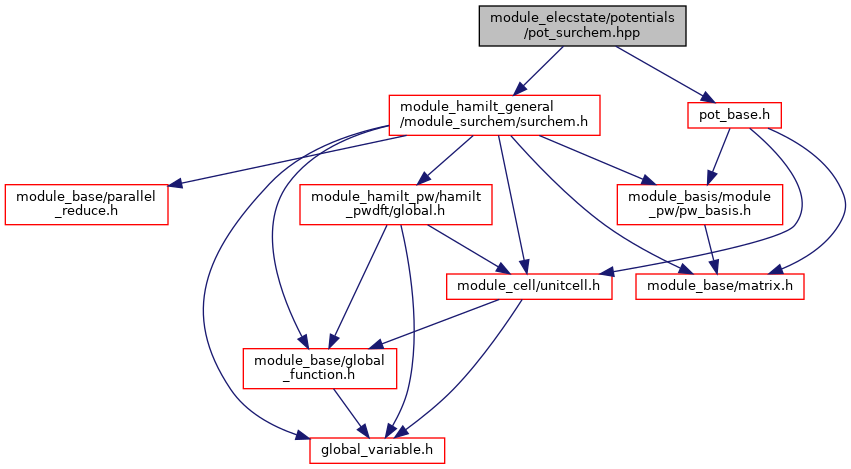 module_elecstate/potentials
/pot_surchem.hpp
module_hamilt_general
/module_surchem/surchem.h
pot_base.h
module_base/parallel
_reduce.h
module_hamilt_pw/hamilt
_pwdft/global.h
module_basis/module
_pw/pw_basis.h
module_cell/unitcell.h
module_base/matrix.h
module_base/global
_function.h
global_variable.h